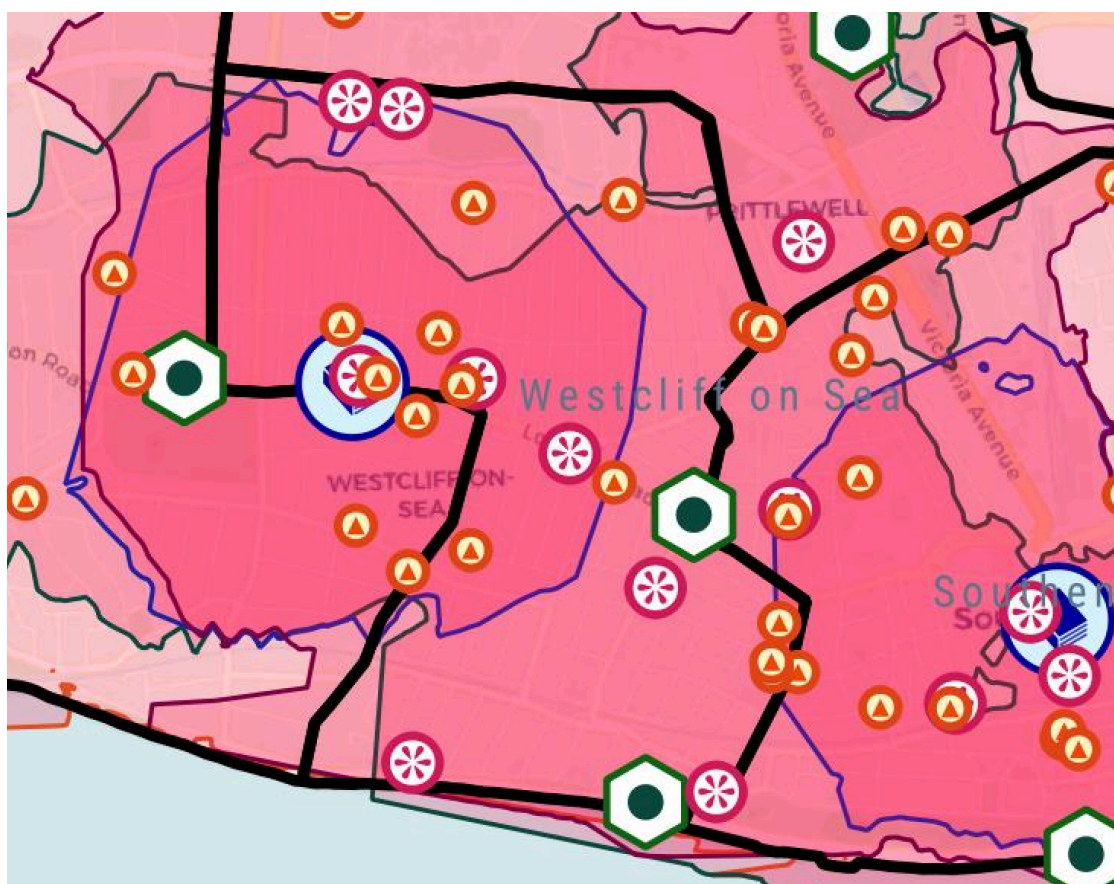 Victoria Avenue
PRITTLEWELL
on Road
Westcliff on Sea
Victoria Avenue
WESTCLIFF-ON-
SEA
Southen